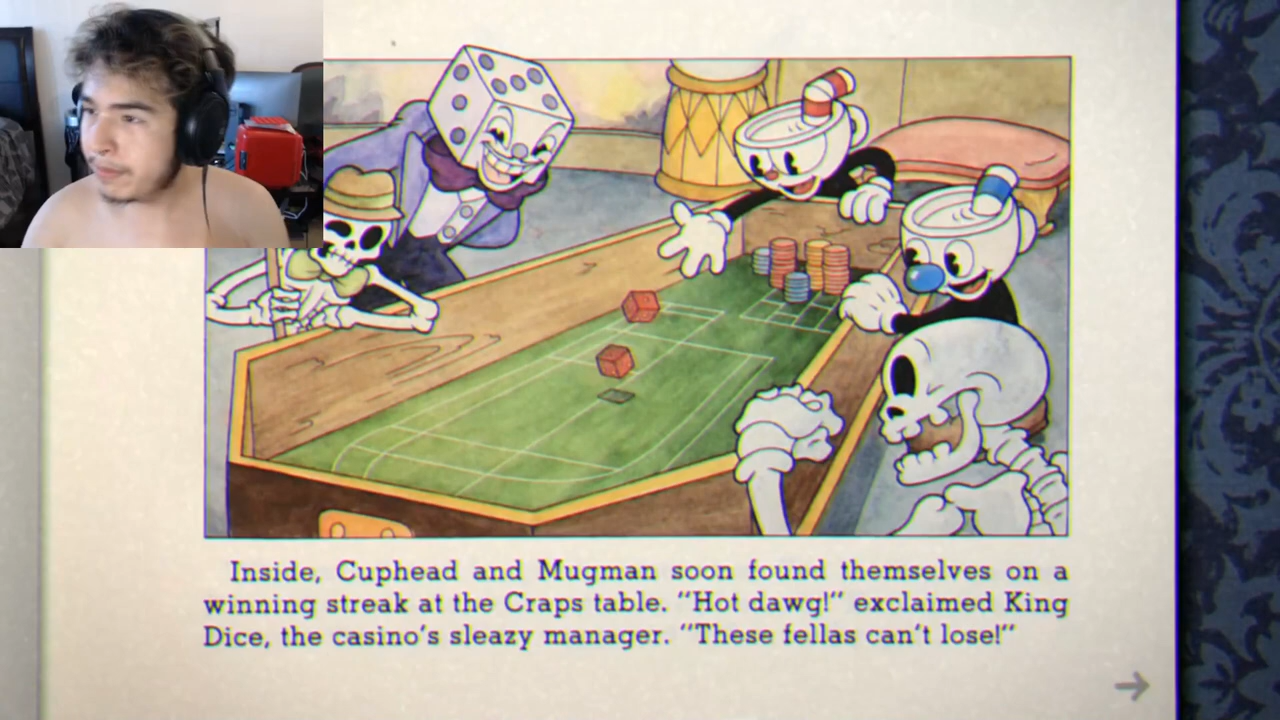 Inside, Cuphead and Mugman soon found themselves on a
winning streak at the Craps table. “Hot dawg!” exclaimed King
Dice, the casino’s sleazy manager. “These fellas can’t lose!”